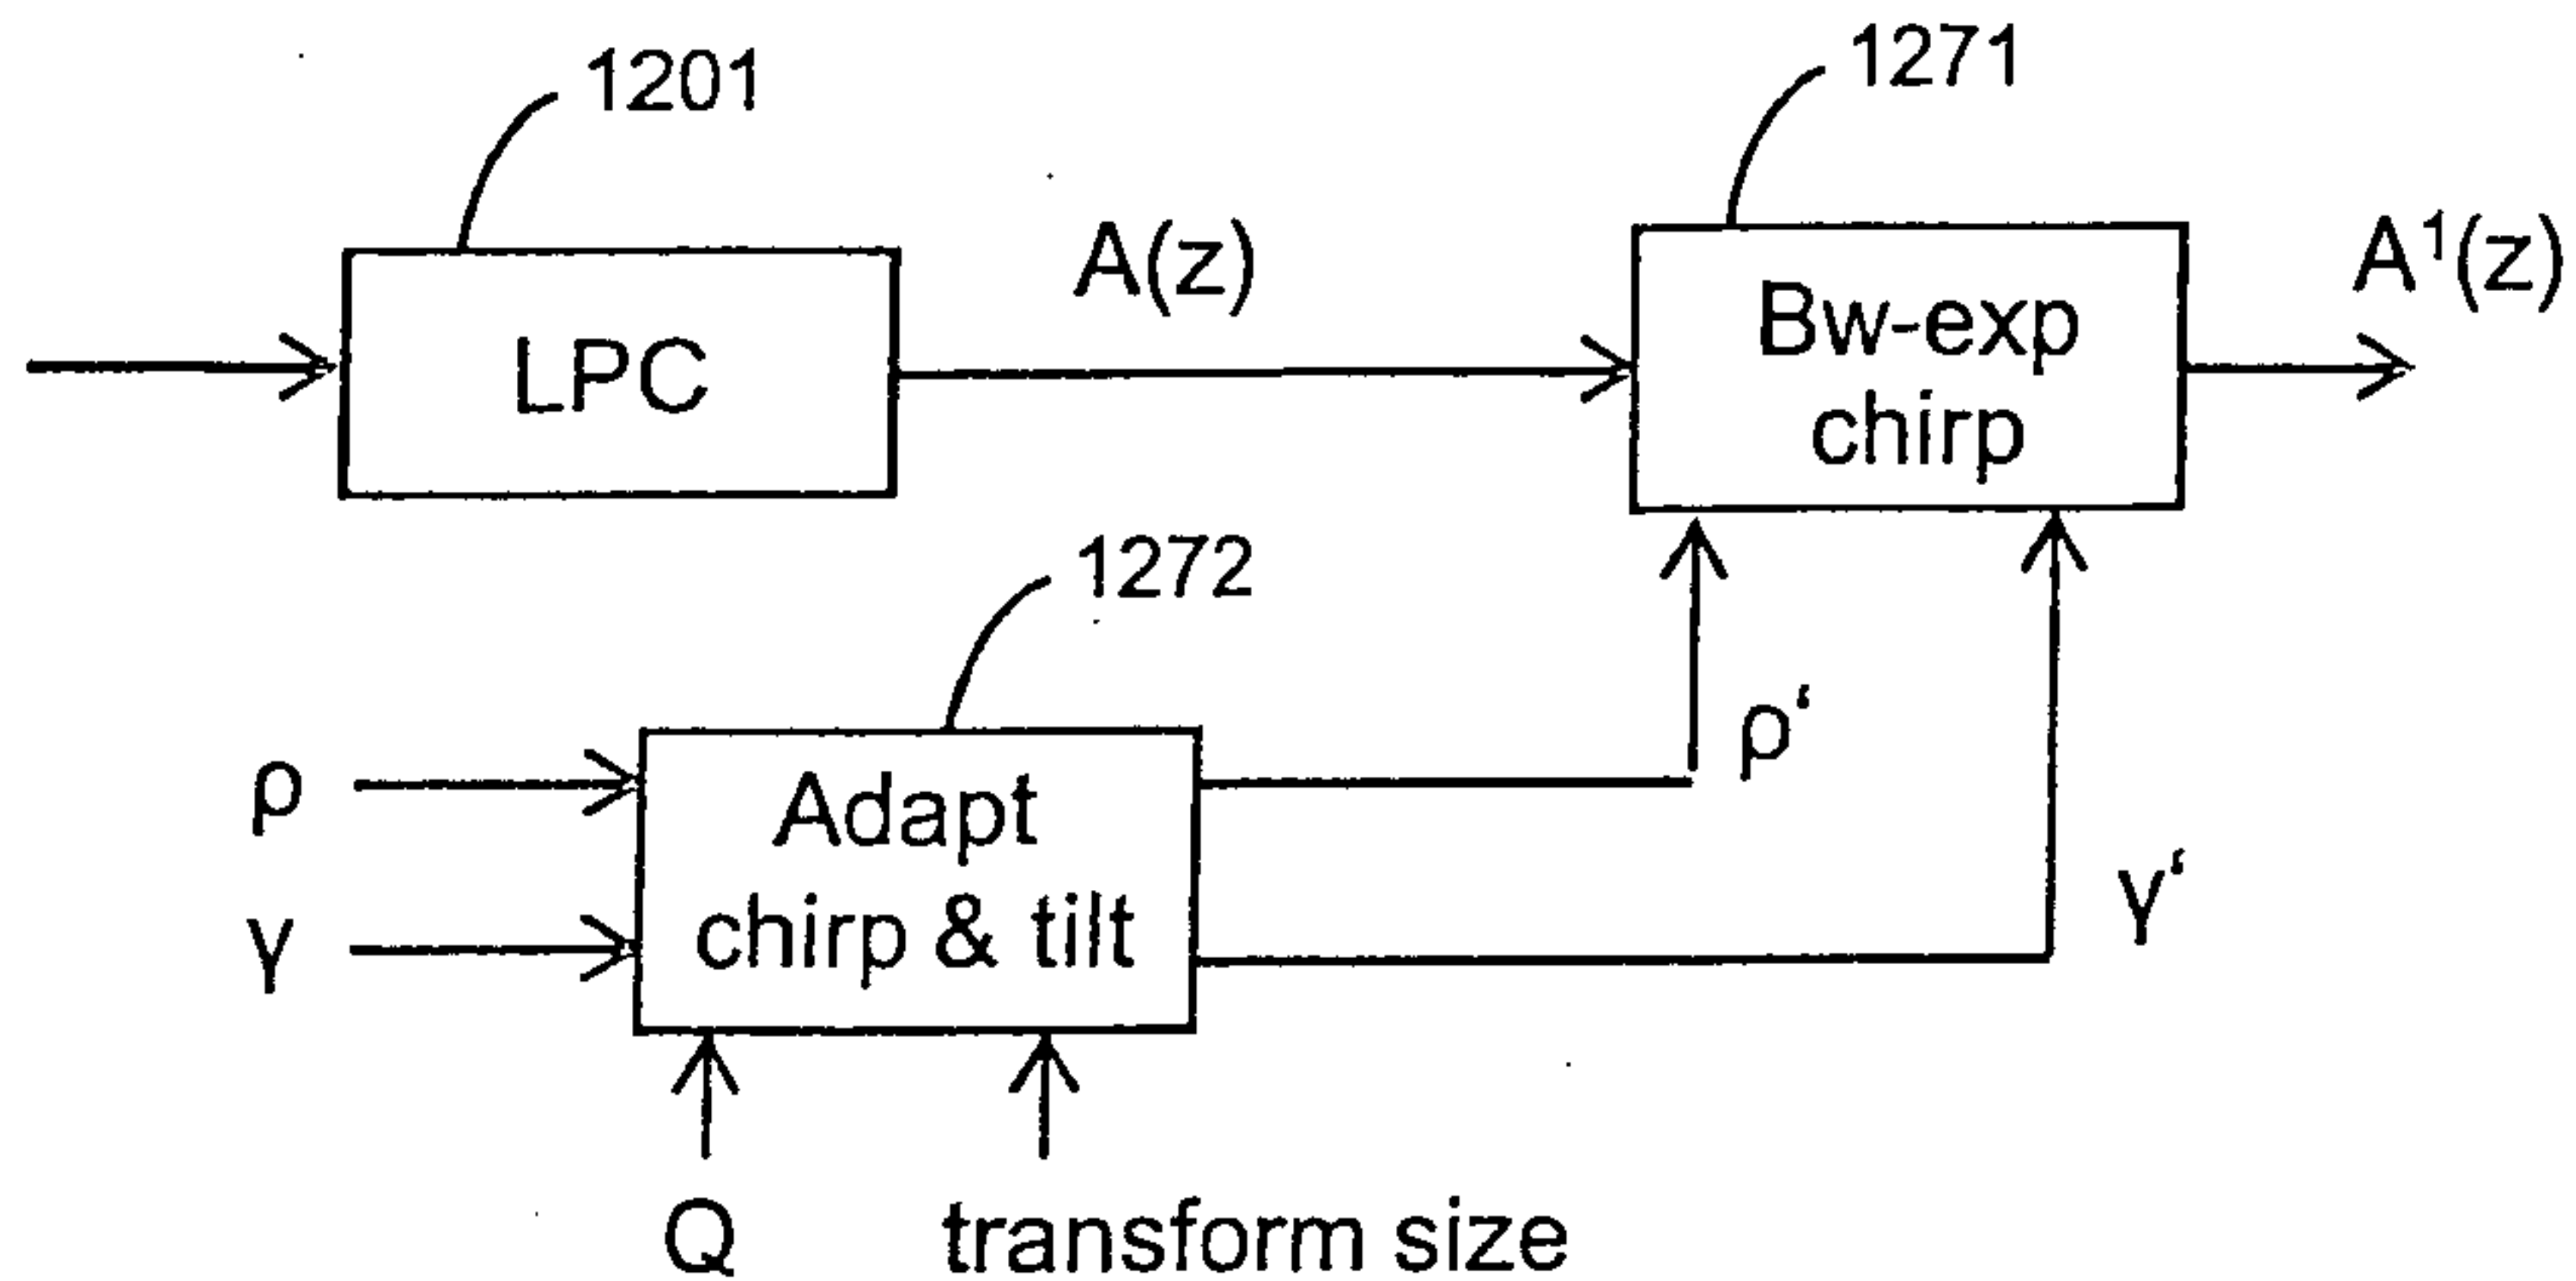 1201
1271
A(z)
A¹(z)
LPC
Bw-exp
chirp
1272
ρ
ρ‘
Adapt
chirp & tilt
γ
γ‘
Q
transform size